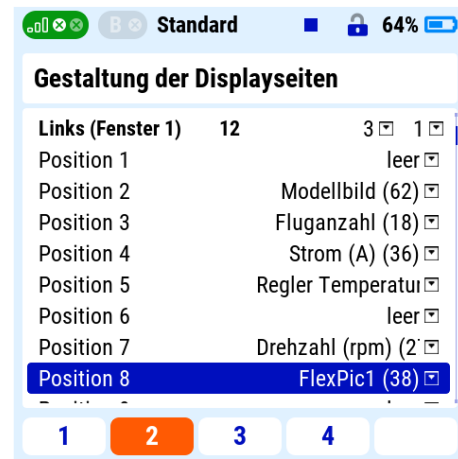 B Standard 64%
Gestaltung der Displayseiten
Links (Fenster 1) 12 3 1
Position 1 leer
Position 2 Modellbild (62)
Position 3 Fluganzahl (18)
Position 4 Strom (A) (36)
Position 5 Regler Temperatur
Position 6 leer
Position 7 Drehzahl (rpm) (2
Position 8 FlexPic1 (38)
1 2 3 4